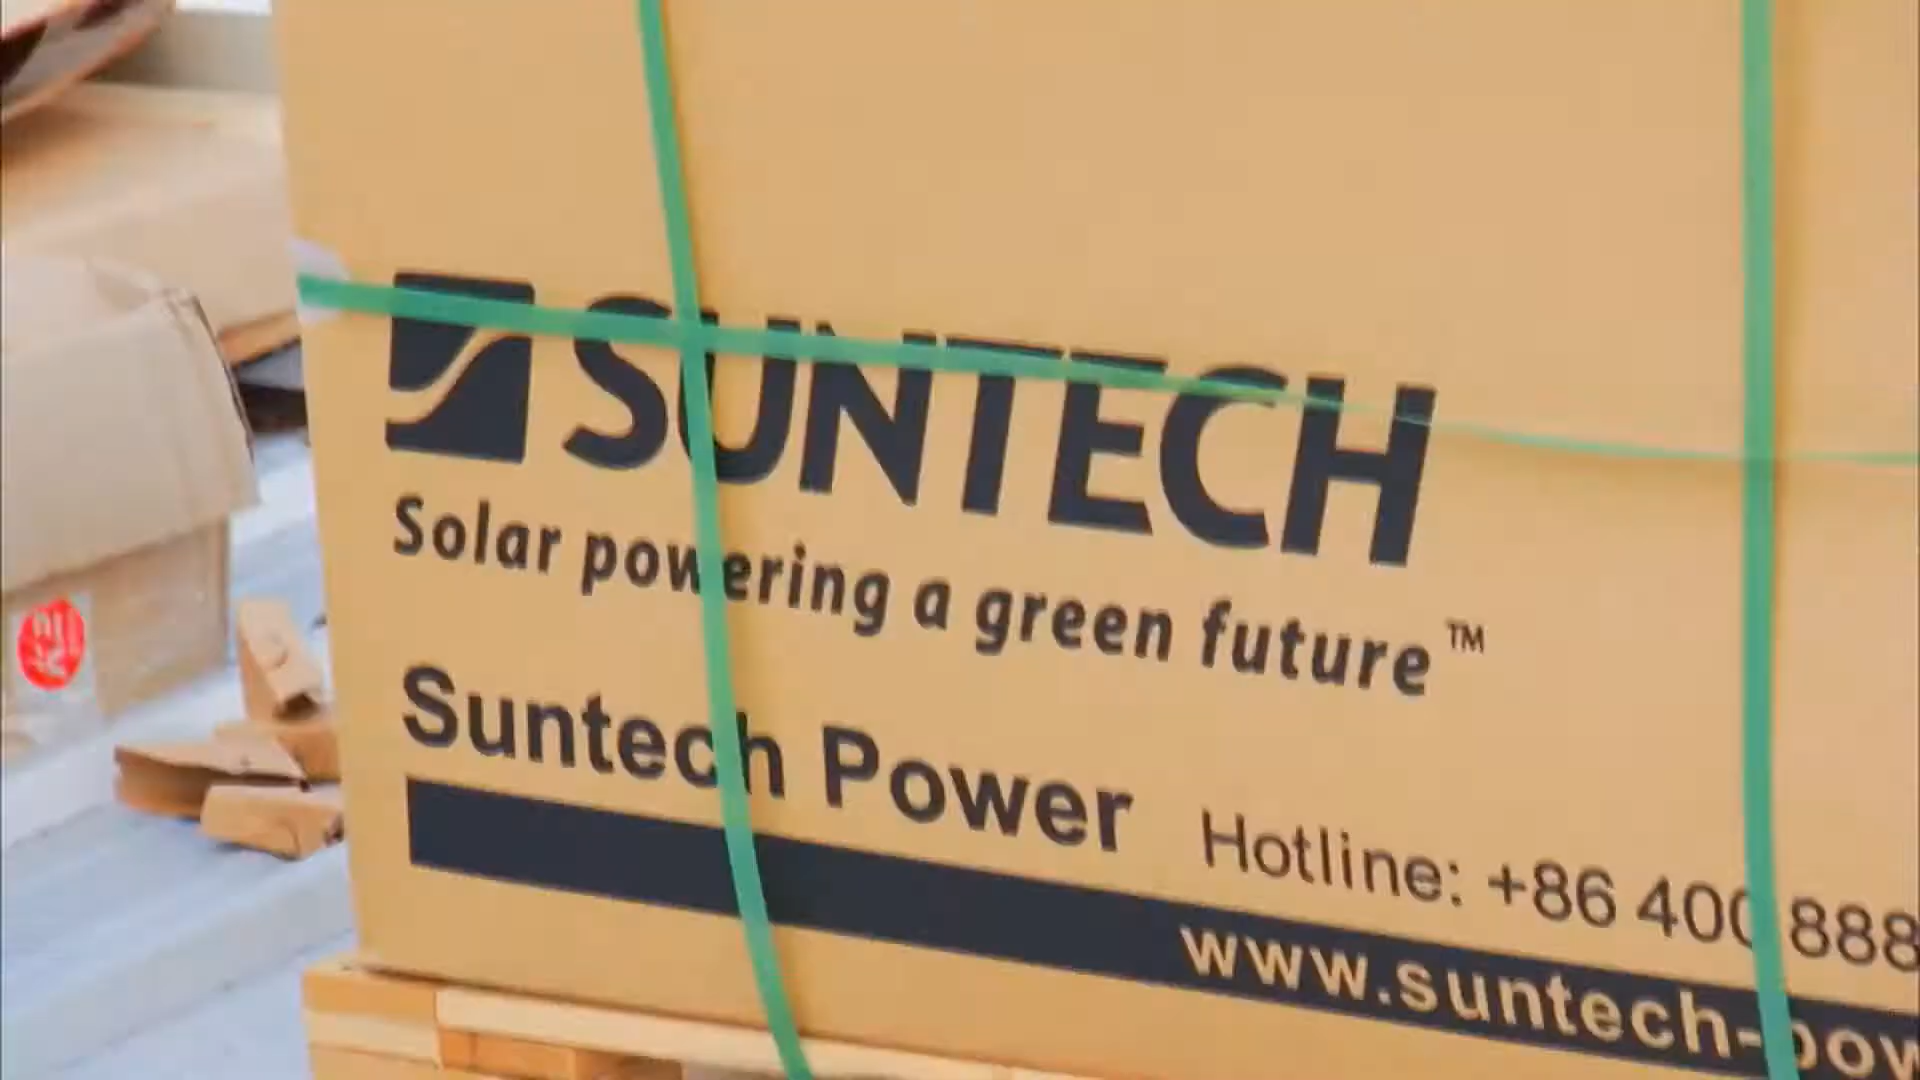 SUNTECH
Solar powering a green future™
Suntech Power Hotline: +86 400 888
www.suntech-pow